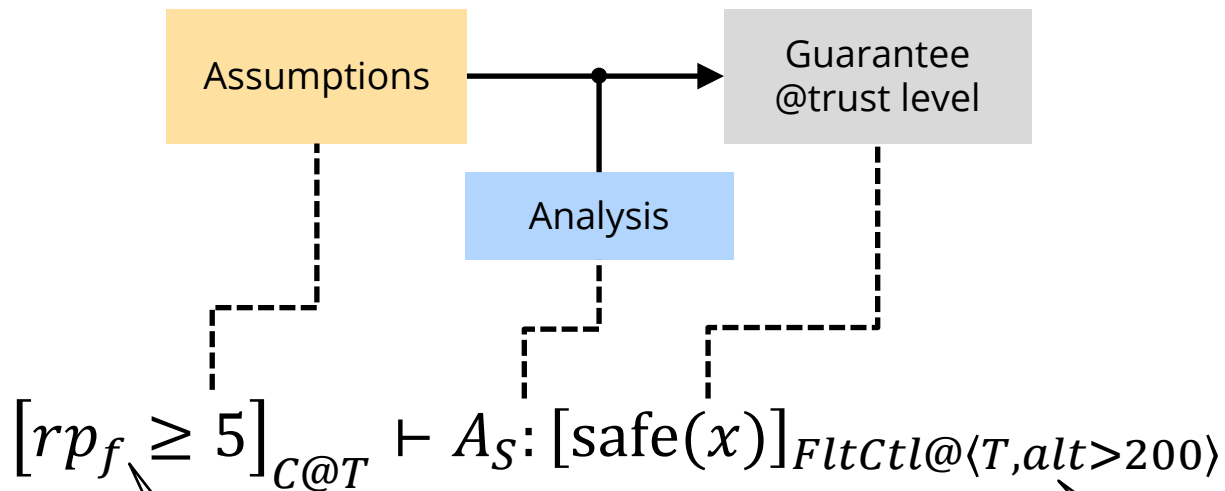 Assumptions
Guarantee
@trust level
Analysis
[rp_f ≥ 5]_{C@T} ⊢ A_S: [safe(x)]_{FltCtl@⟨T,alt>200⟩}